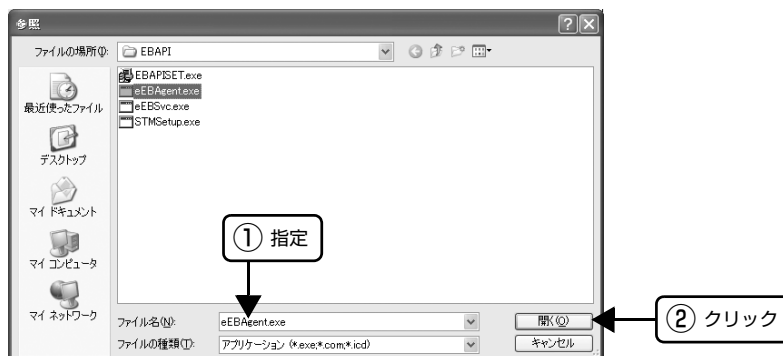 参照
ファイルの場所(I):
EBAPI
EBAPISET.exe
eEBAgent.exe
eEBSvc.exe
STMSetup.exe
最近使ったファイル
デスクトップ
マイ ドキュメント
マイ コンピュータ
マイ ネットワーク
① 指定
ファイル名(N):
eEBAgent.exe
開く(O)
② クリック
ファイルの種類(T):
アプリケーション (*.exe;*.com;*.icd)
キャンセル